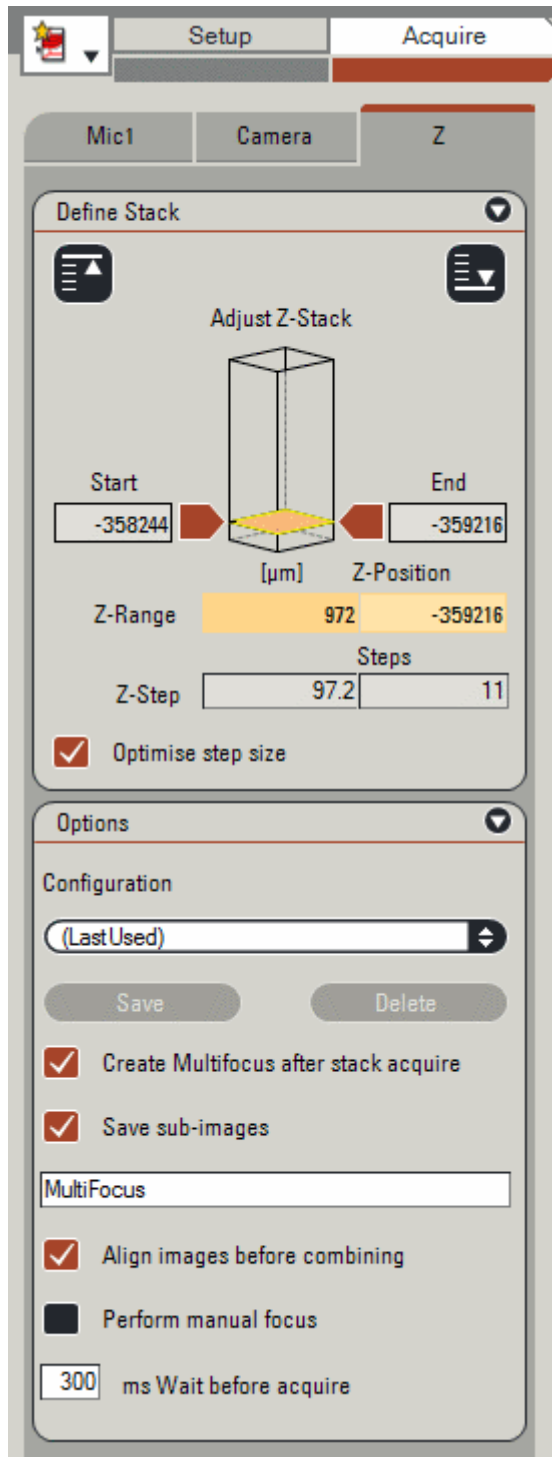 Setup Acquire
Mic1 Camera Z
Define Stack
Adjust Z-Stack
Start End
-358244 -359216
[µm] Z-Position
Z-Range 972 -359216
Steps
Z-Step 97.2 11
Optimise step size
Options
Configuration
(LastUsed)
Save Delete
Create Multifocus after stack acquire
Save sub-images
MultiFocus
Align images before combining
Perform manual focus
300 ms Wait before acquire